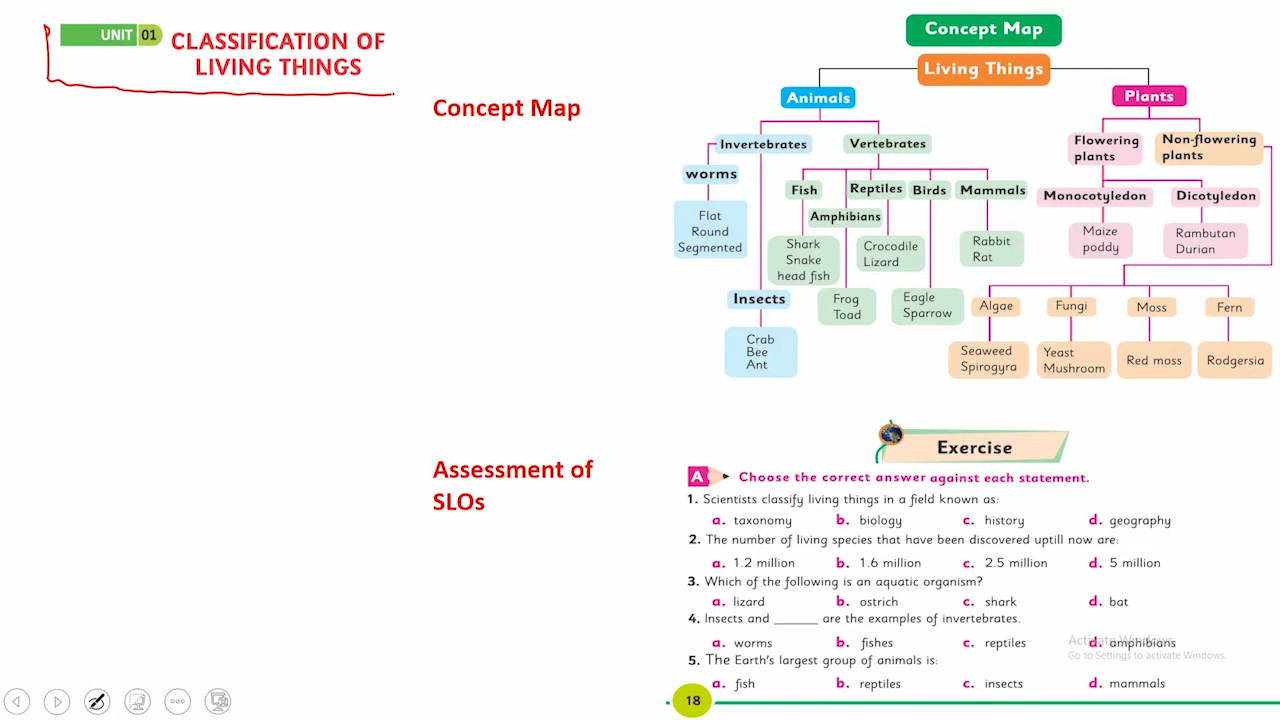 UNIT 01
CLASSIFICATION OF
LIVING THINGS
Concept Map
Assessment of
SLOs
Concept Map
Living Things
Animals
Plants
Invertebrates
Vertebrates
Flowering
plants
Non-flowering
plants
worms
Fish
Reptiles
Birds
Mammals
Monocotyledon
Dicotyledon
Amphibians
Flat
Round
Segmented
Shark
Snake
head fish
Crocodile
Lizard
Rabbit
Rat
Maize
poddy
Rambutan
Durian
Insects
Frog
Toad
Eagle
Sparrow
Algae
Fungi
Moss
Fern
Crab
Bee
Ant
Seaweed
Spirogyra
Yeast
Mushroom
Red moss
Rodgersia
Exercise
A Choose the correct answer against each statement.
1. Scientists classify living things in a field known as:
a. taxonomy b. biology c. history d. geography
2. The number of living species that have been discovered uptill now are:
a. 1.2 million b. 1.6 million c. 2.5 million d. 5 million
3. Which of the following is an aquatic organism?
a. lizard b. ostrich c. shark d. bat
4. Insects and ______ are the examples of invertebrates.
a. worms b. fishes c. reptiles d. amphibians
5. The Earth's largest group of animals is:
a. fish b. reptiles c. insects d. mammals
18
Activate Windows
Go to Settings to activate Windows.